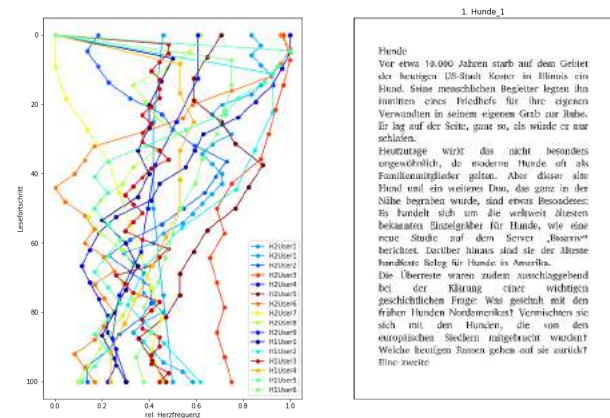 1. Hunde_1
0
20
40
60
80
100
Lesefortschritt
0.0
0.2
0.4
0.6
0.8
1.0
rel. Herzfrequenz
H2User1
H2User1
H2User2
H2User3
H2User4
H2User5
H2User6
H2User7
H2User8
H2User9
H1User1
H1User2
H1User3
H1User4
H1User5
H1User6
Hunde
Vor etwa 10.000 Jahren starb auf dem Gebiet
der heutigen US-Stadt Koster in Illinois ein
Hund. Seine menschlichen Begleiter legten ihn
inmitten eines Friedhofs für ihre eigenen
Verwandten in seinem eigenen Grab zur Ruhe.
Er lag auf der Seite, ganz so, als würde er nur
schlafen.
Heutzutage wirkt das nicht besonders
ungewöhnlich, da moderne Hunde oft als
Familienmitglieder gelten. Aber dieser alte
Hund und ein weiteres Duo, das ganz in der
Nähe begraben wurde, sind etwas Besonderes:
Es handelt sich um die weltweit ältesten
bekannten Einzelgräber für Hunde, wie eine
neue Studie auf dem Server „Bioarxiv“
berichtet. Darüber hinaus sind sie der älteste
handfeste Beleg für Hunde in Amerika.
Die Überreste waren zudem ausschlaggebend
bei der Klärung einer wichtigen
geschichtlichen Frage: Was geschah mit den
frühen Hunden Nordamerikas? Vermischten sie
sich mit den Hunden, die von den
europäischen Siedlern mitgebracht wurden?
Welche heutigen Rassen gehen auf sie zurück?
Eine zweite